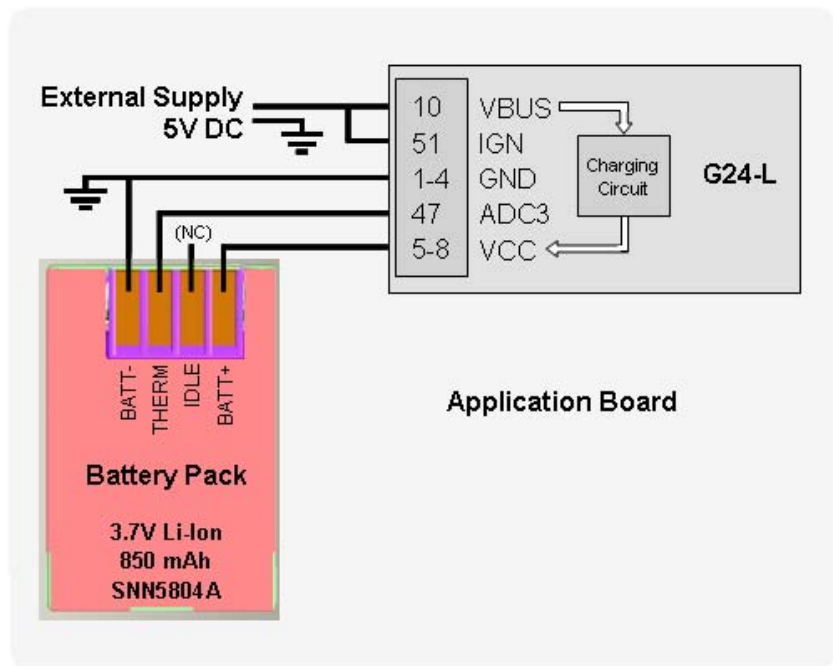 External Supply
5V DC
10 VBUS
51 IGN
1-4 GND
47 ADC3
5-8 VCC
Charging
Circuit
G24-L
(NC)
BATT-
THERM
IDLE
BATT+
Battery Pack
3.7V Li-Ion
850 mAh
SNN5804A
Application Board